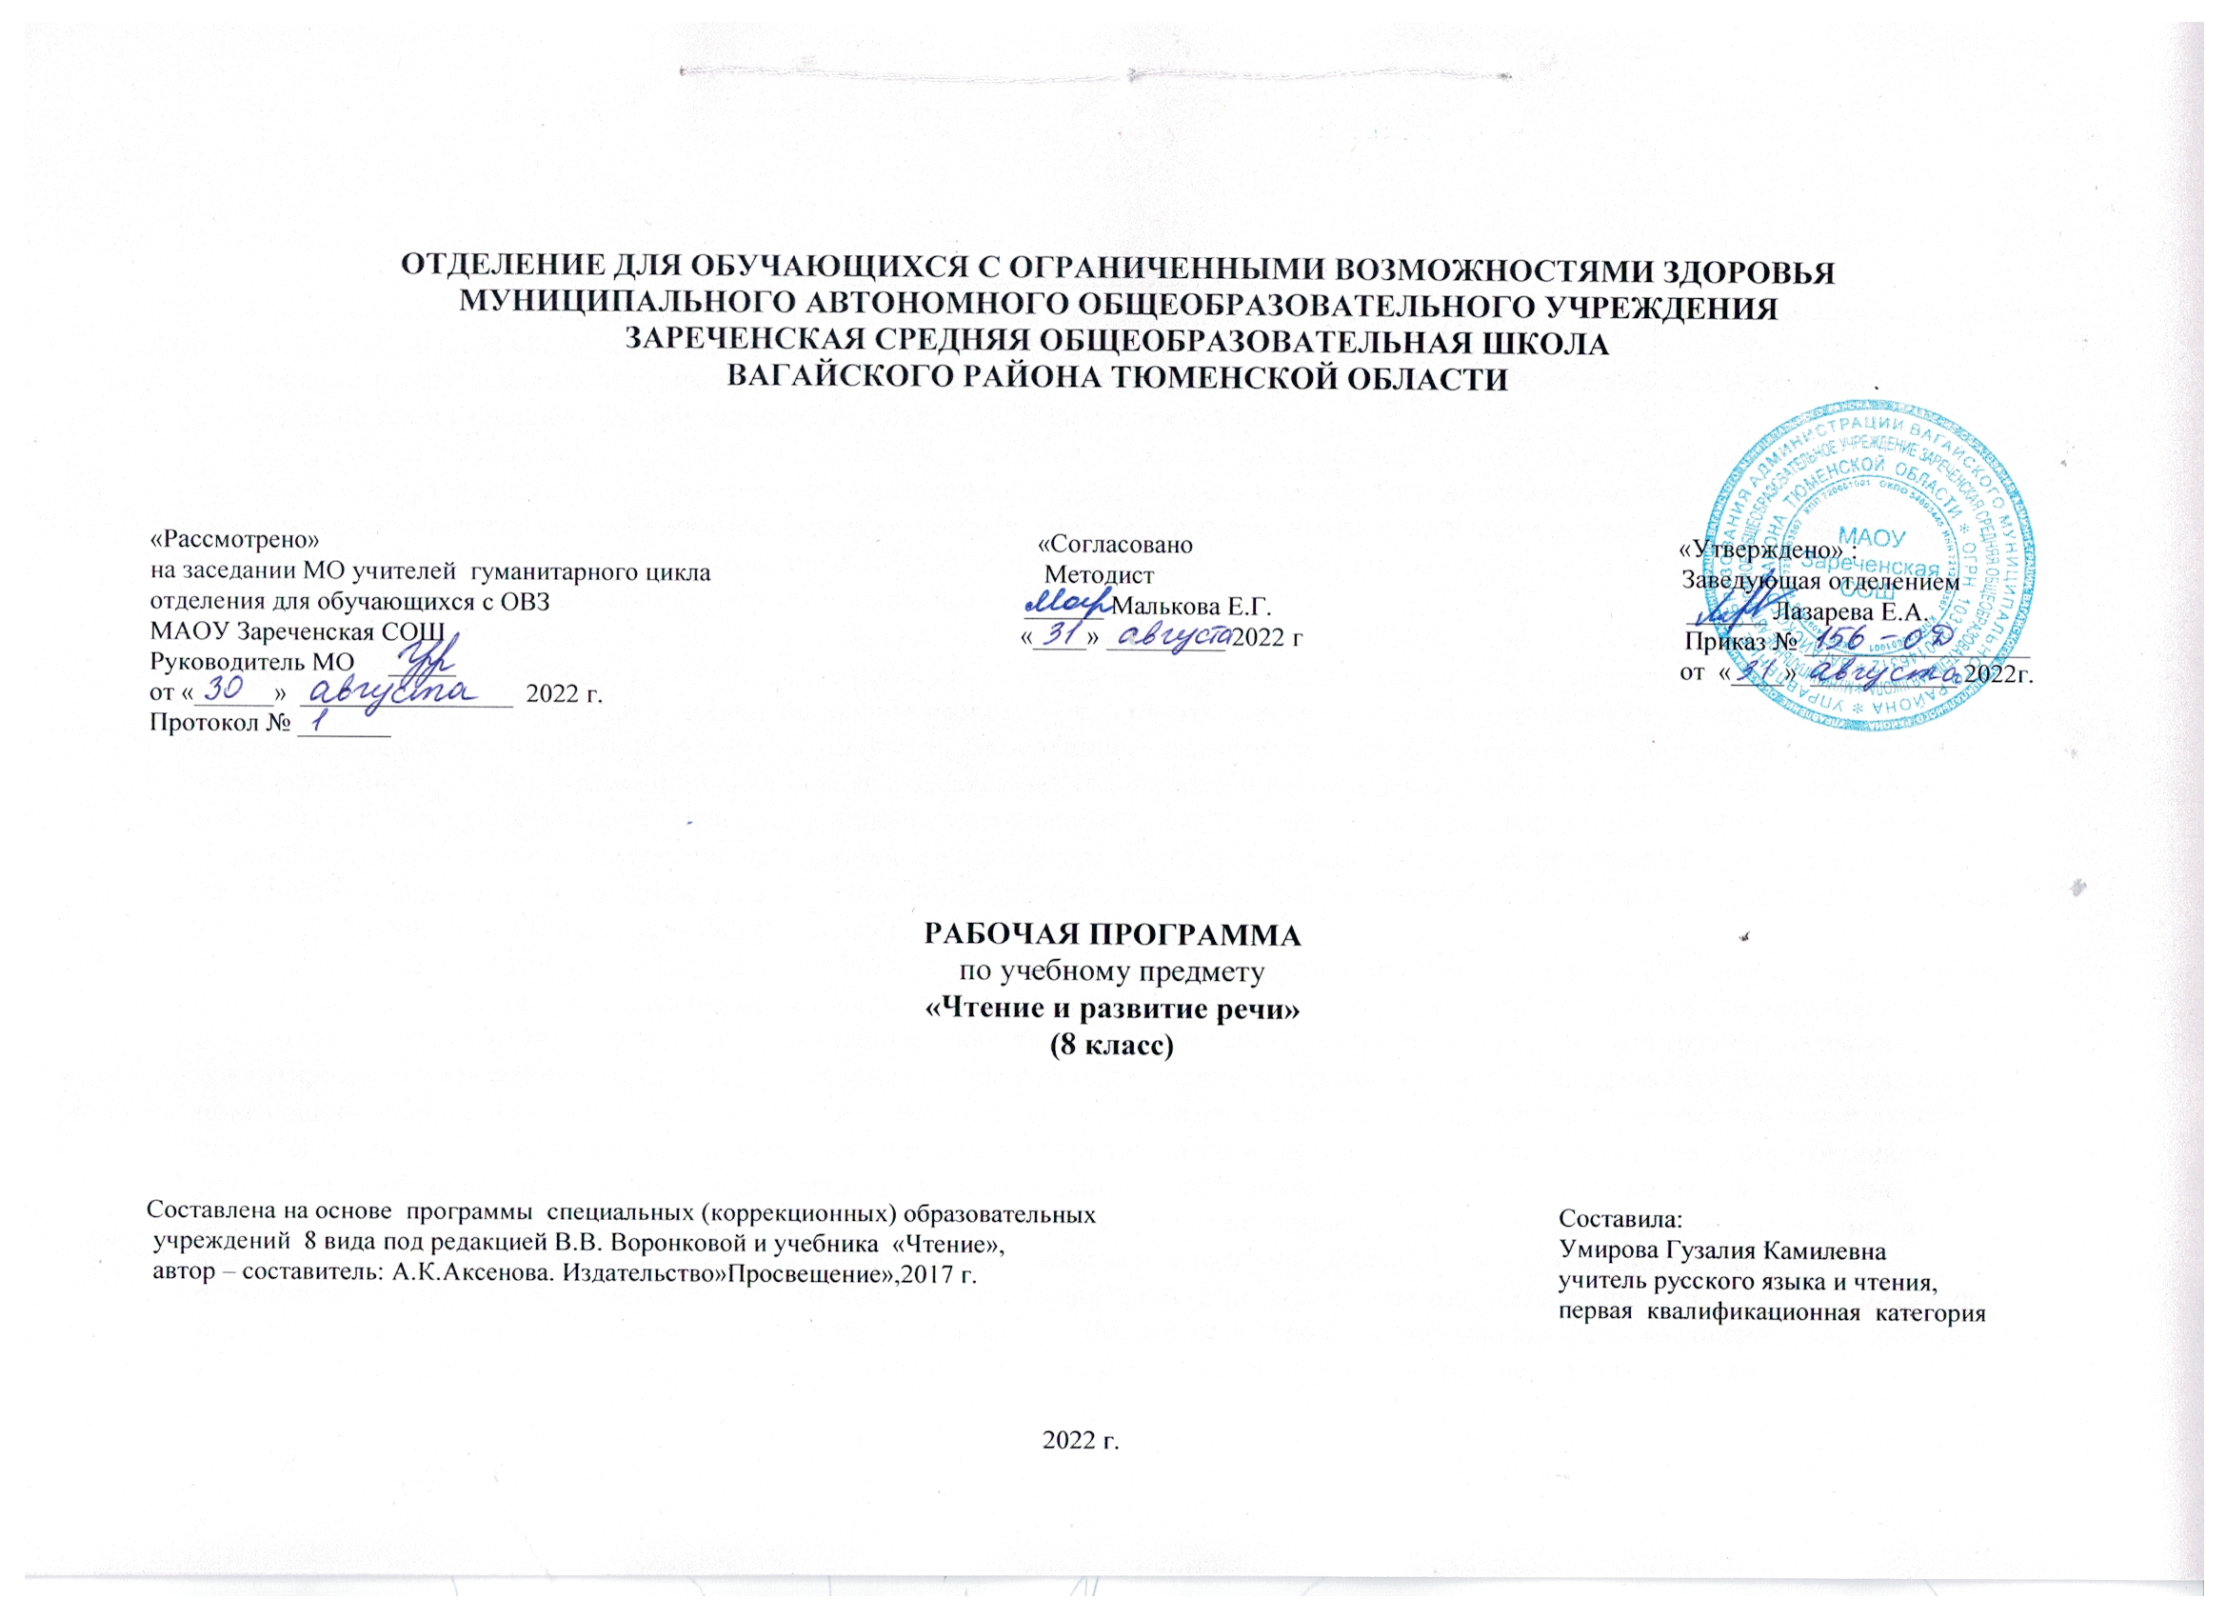 ОТДЕЛЕНИЕ ДЛЯ ОБУЧАЮЩИХСЯ С ОГРАНИЧЕННЫМИ ВОЗМОЖНОСТЯМИ ЗДОРОВЬЯ
МУНИЦИПАЛЬНОГО АВТОНОМНОГО ОБЩЕОБРАЗОВАТЕЛЬНОГО УЧРЕЖДЕНИЯ
ЗАРЕЧЕНСКАЯ СРЕДНЯЯ ОБЩЕОБРАЗОВАТЕЛЬНАЯ ШКОЛА
ВАГАЙСКОГО РАЙОНА ТЮМЕНСКОЙ ОБЛАСТИ
«Рассмотрено»
на заседании МО учителей гуманитарного цикла
отделения для обучающихся с ОВЗ
МАОУ Зареченская СОШ
Руководитель МО
от « 30 » августа 2022 г.
Протокол № 1
«Согласовано
Методист
Малькова Е.Г.
« 31 » августа 2022 г
«Утверждено» :
Заведующая отделением
Лазарева Е.А.
Приказ № 156 - ОД
от « 31 » августа 2022г.
МАОУ
Зареченская
СОШ
РАБОЧАЯ ПРОГРАММА
по учебному предмету
«Чтение и развитие речи»
(8 класс)
Составлена на основе программы специальных (коррекционных) образовательных
учреждений 8 вида под редакцией В.В. Воронковой и учебника «Чтение»,
автор – составитель: А.К.Аксенова. Издательство»Просвещение»,2017 г.
Составила:
Умирова Гузалия Камилевна
учитель русского языка и чтения,
первая квалификационная категория
2022 г.